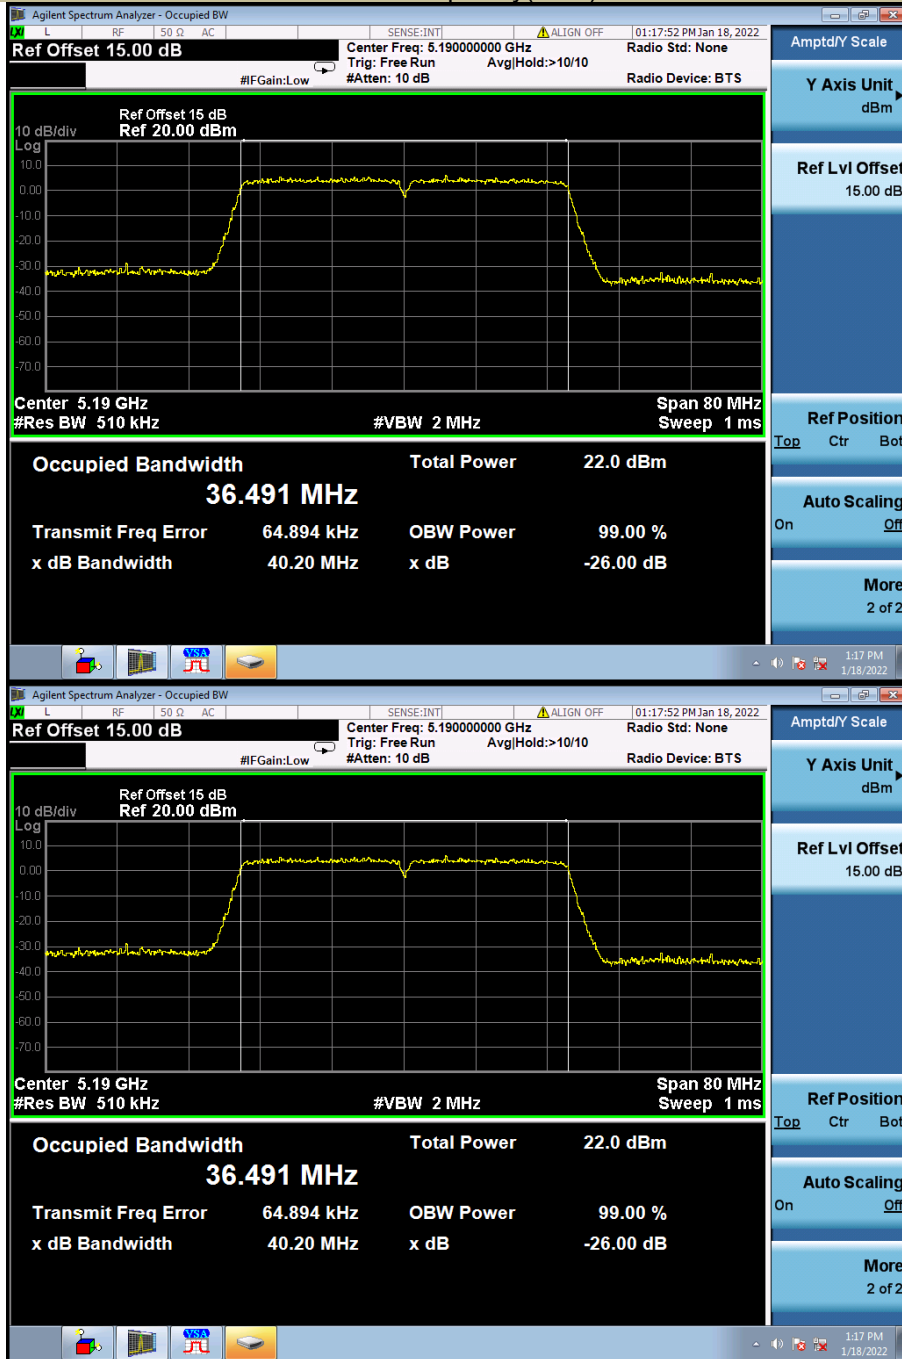 Agilent Spectrum Analyzer - Occupied BW
LXI L RF 50 Ω AC SENSE:INT ALIGN OFF 01:17:52 PM Jan 18, 2022
Ref Offset 15.00 dB
Center Freq: 5.190000000 GHz Radio Std: None
Trig: Free Run Avg|Hold:>10/10
#IFGain:Low #Atten: 10 dB Radio Device: BTS
Ref Offset 15 dB
10 dB/div Ref 20.00 dBm
Log
10.0
0.00
-10.0
-20.0
-30.0
-40.0
-60.0
-60.0
-70.0
Center 5.19 GHz Span 80 MHz
#Res BW 510 kHz #VBW 2 MHz Sweep 1 ms
Occupied Bandwidth Total Power 22.0 dBm
36.491 MHz
Transmit Freq Error 64.894 kHz OBW Power 99.00 %
x dB Bandwidth 40.20 MHz x dB -26.00 dB
Amptd/Y Scale
Y Axis Unit
dBm
Ref Lvl Offset
15.00 dB
Ref Position
Top Ctr Bot
Auto Scaling
On Off
More
2 of 2
VSA
1:17 PM
1/18/2022
Agilent Spectrum Analyzer - Occupied BW
LXI L RF 50 Ω AC SENSE:INT ALIGN OFF 01:17:52 PM Jan 18, 2022
Ref Offset 15.00 dB
Center Freq: 5.190000000 GHz Radio Std: None
Trig: Free Run Avg|Hold:>10/10
#IFGain:Low #Atten: 10 dB Radio Device: BTS
Ref Offset 15 dB
10 dB/div Ref 20.00 dBm
Log
10.0
0.00
-10.0
-20.0
-30.0
-40.0
-50.0
-60.0
-70.0
Center 5.19 GHz Span 80 MHz
#Res BW 510 kHz #VBW 2 MHz Sweep 1 ms
Occupied Bandwidth Total Power 22.0 dBm
36.491 MHz
Transmit Freq Error 64.894 kHz OBW Power 99.00 %
x dB Bandwidth 40.20 MHz x dB -26.00 dB
Amptd/Y Scale
Y Axis Unit
dBm
Ref Lvl Offset
15.00 dB
Ref Position
Top Ctr Bot
Auto Scaling
On Off
More
2 of 2
VSA
1:17 PM
1/18/2022